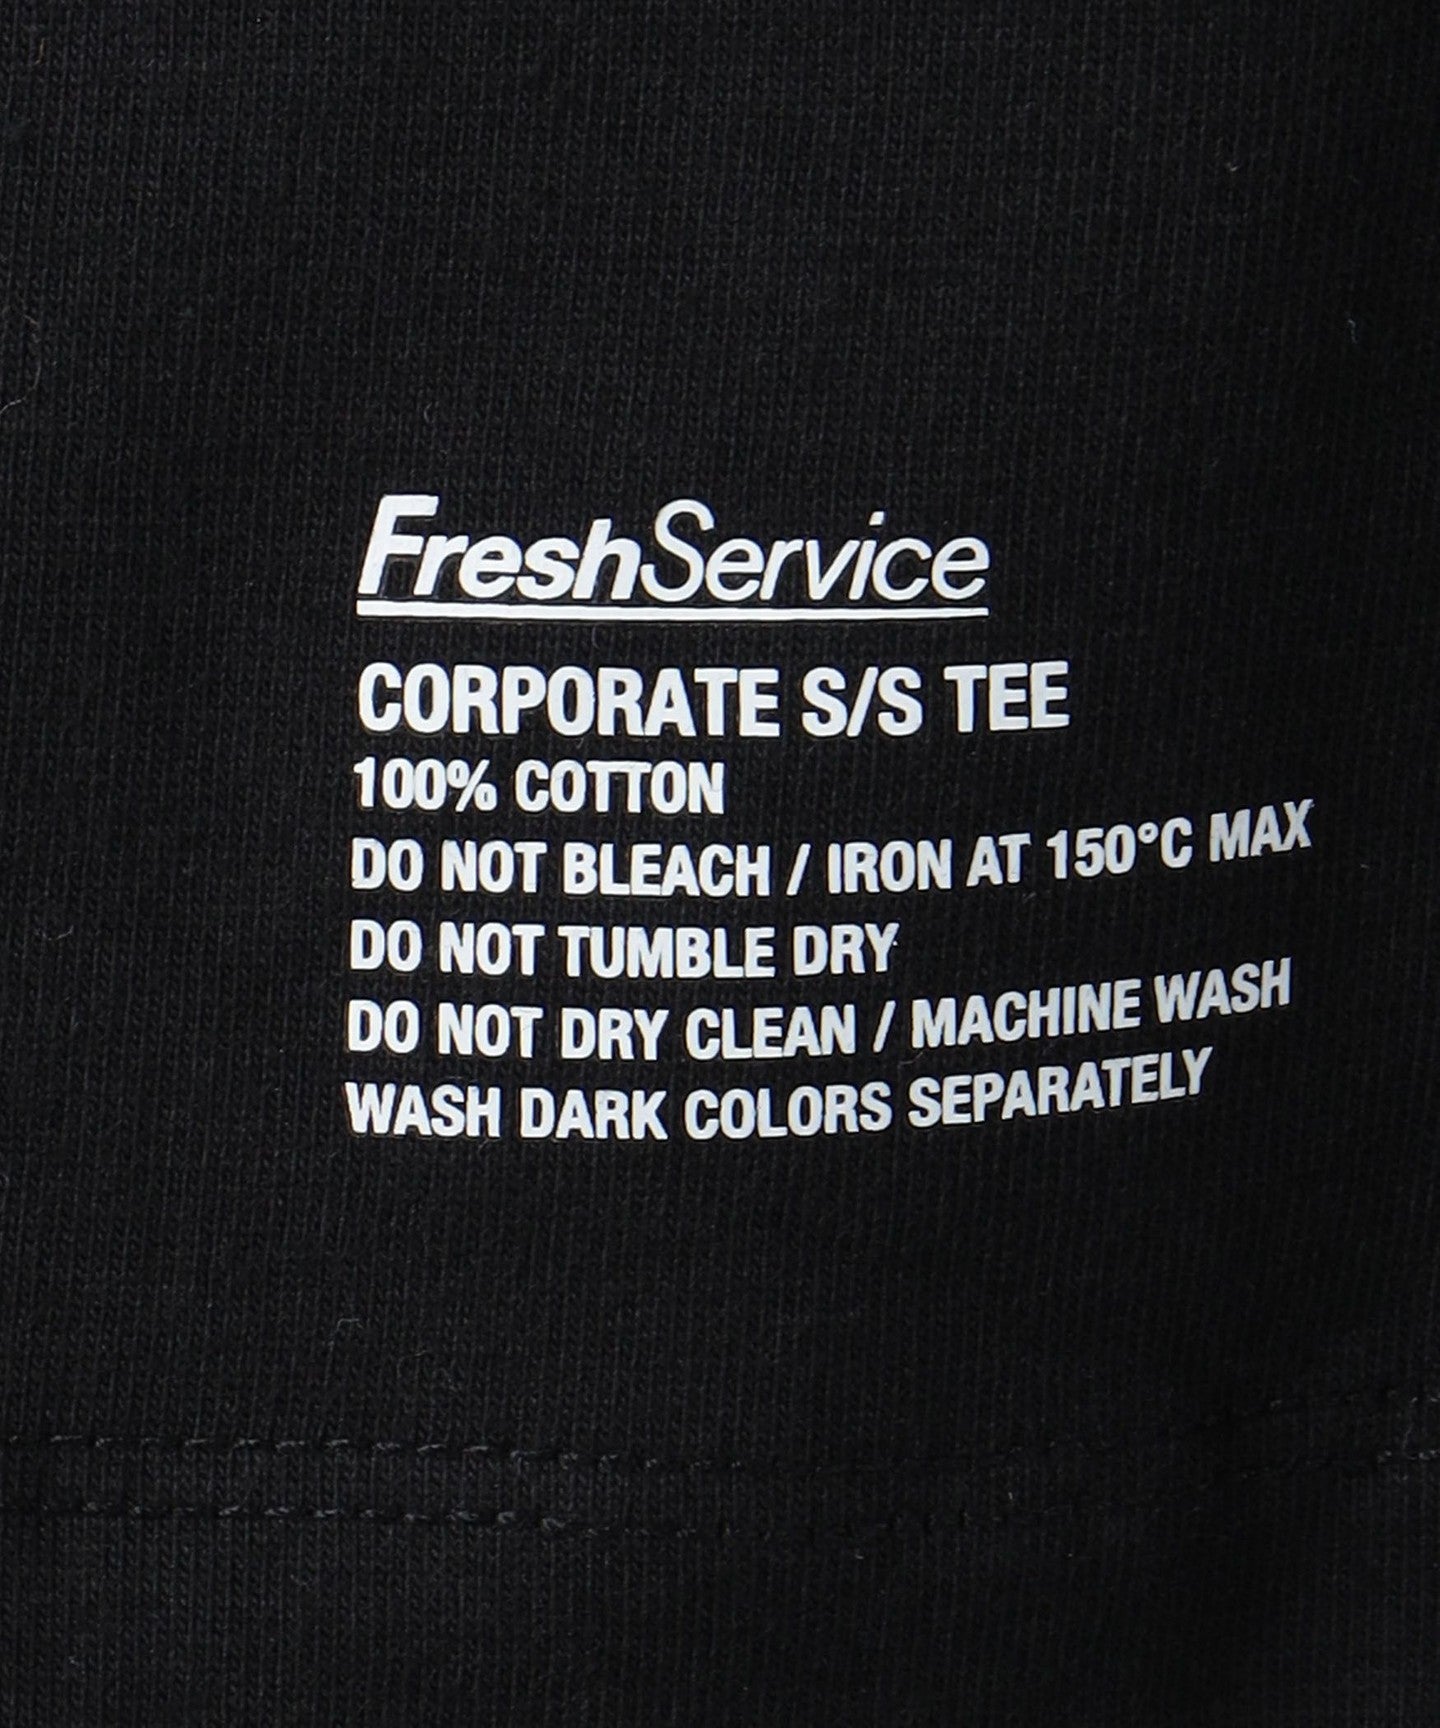 FreshService
CORPORATE S/S TEE
100% COTTON
DO NOT BLEACH / IRON AT 150°C MAX
DO NOT TUMBLE DRY
DO NOT DRY CLEAN / MACHINE WASH
WASH DARK COLORS SEPARATELY